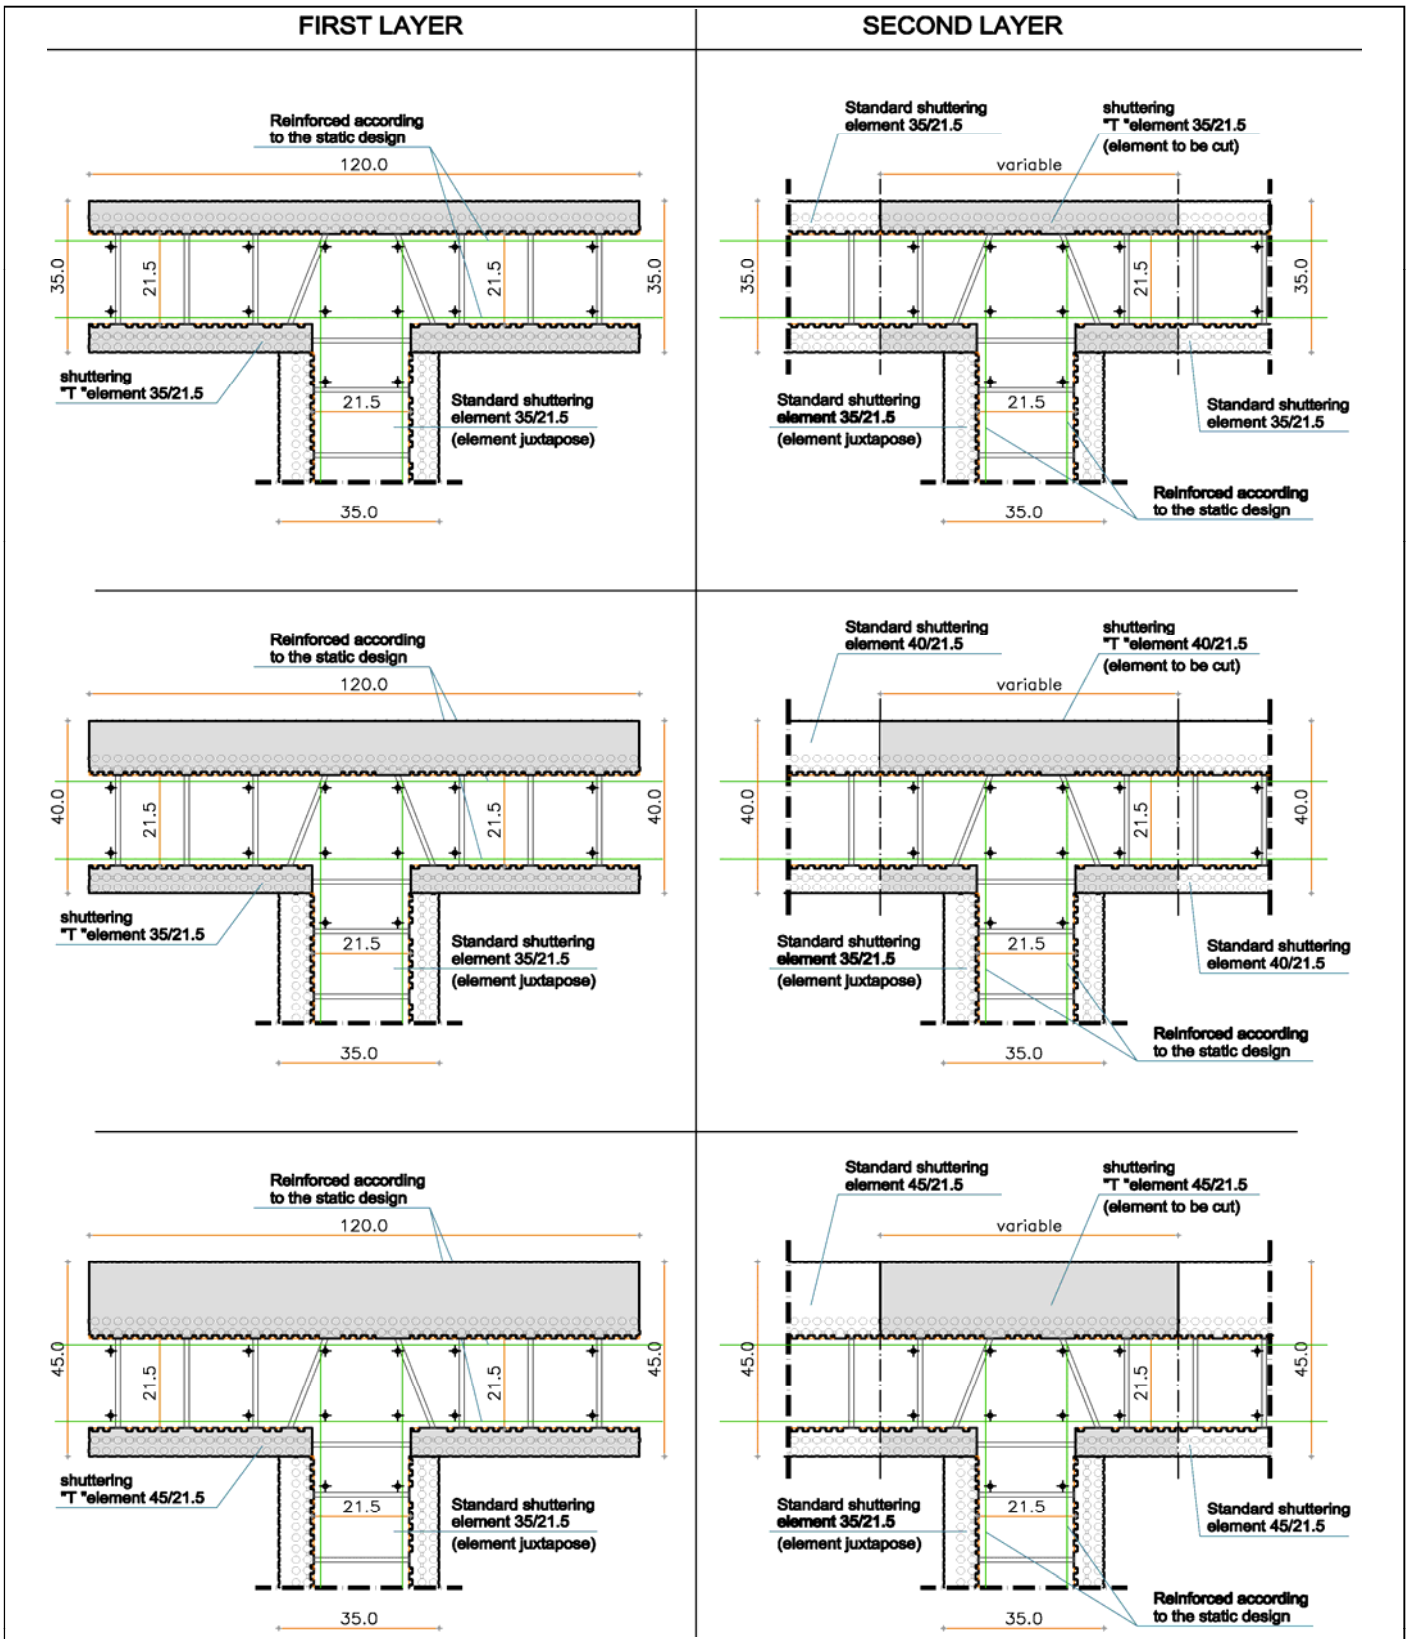 FIRST LAYER
SECOND LAYER
Reinforced according
to the static design
120.0
35.0
21.5
21.5
35.0
shuttering
"T "element 35/21.5
21.5
Standard shuttering
element 35/21.5
(element juxtapose)
35.0
Standard shuttering
element 35/21.5
shuttering
"T "element 35/21.5
(element to be cut)
variable
35.0
21.5
35.0
Standard shuttering
element 35/21.5
(element juxtapose)
21.5
Standard shuttering
element 35/21.5
Reinforced according
to the static design
35.0
Reinforced according
to the static design
120.0
40.0
21.5
21.5
40.0
shuttering
"T "element 35/21.5
21.5
Standard shuttering
element 35/21.5
(element juxtapose)
35.0
Standard shuttering
element 40/21.5
shuttering
"T "element 40/21.5
(element to be cut)
variable
40.0
21.5
40.0
Standard shuttering
element 35/21.5
(element juxtapose)
21.5
Standard shuttering
element 40/21.5
Reinforced according
to the static design
35.0
Reinforced according
to the static design
120.0
45.0
21.5
21.5
45.0
shuttering
"T "element 45/21.5
21.5
Standard shuttering
element 35/21.5
(element juxtapose)
35.0
Standard shuttering
element 45/21.5
shuttering
"T "element 45/21.5
(element to be cut)
variable
45.0
21.5
45.0
Standard shuttering
element 35/21.5
(element juxtapose)
21.5
Standard shuttering
element 45/21.5
Reinforced according
to the static design
35.0